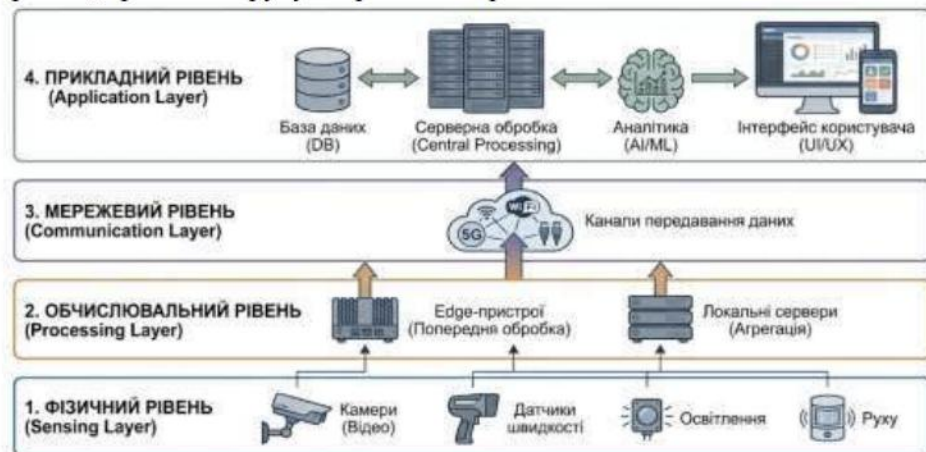 4. ПРИКЛАДНИЙ РІВЕНЬ
(Application Layer)
База даних
(DB)
Серверна обробка
(Central Processing)
Аналітика
(AI/ML)
Інтерфейс користувача
(UI/UX)
3. МЕРЕЖЕВИЙ РІВЕНЬ
(Communication Layer)
Wi-Fi
5G
Канали передавання даних
2. ОБЧИСЛЮВАЛЬНИЙ РІВЕНЬ
(Processing Layer)
Edge-пристрої
(Попередня обробка)
Локальні сервери
(Агрегація)
1. ФІЗИЧНИЙ РІВЕНЬ
(Sensing Layer)
Камери
(Відео)
Датчики
швидкості
Освітлення
Руху